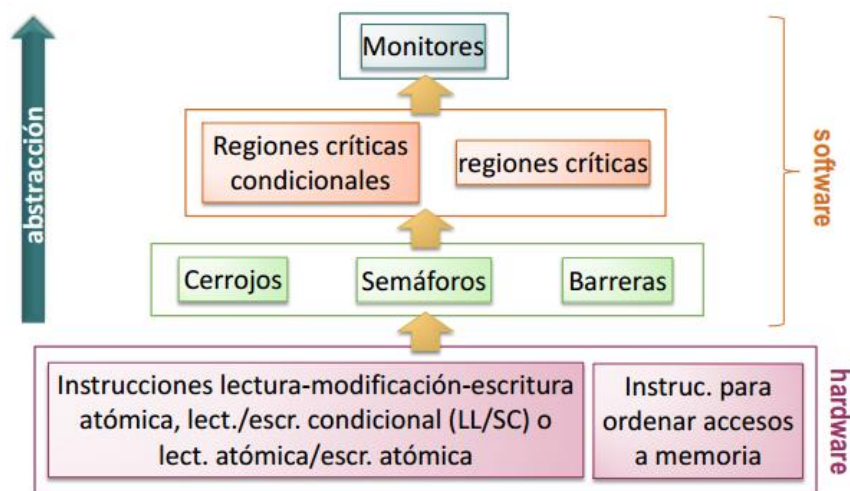 Monitores
abstracción
Regiones críticas
condicionales
regiones críticas
software
Cerrojos
Semáforos
Barreras
Instrucciones lectura-modificación-escritura
atómica, lect./escr. condicional (LL/SC) o
lect. atómica/escr. atómica
Instruc. para
ordenar accesos
a memoria
hardware